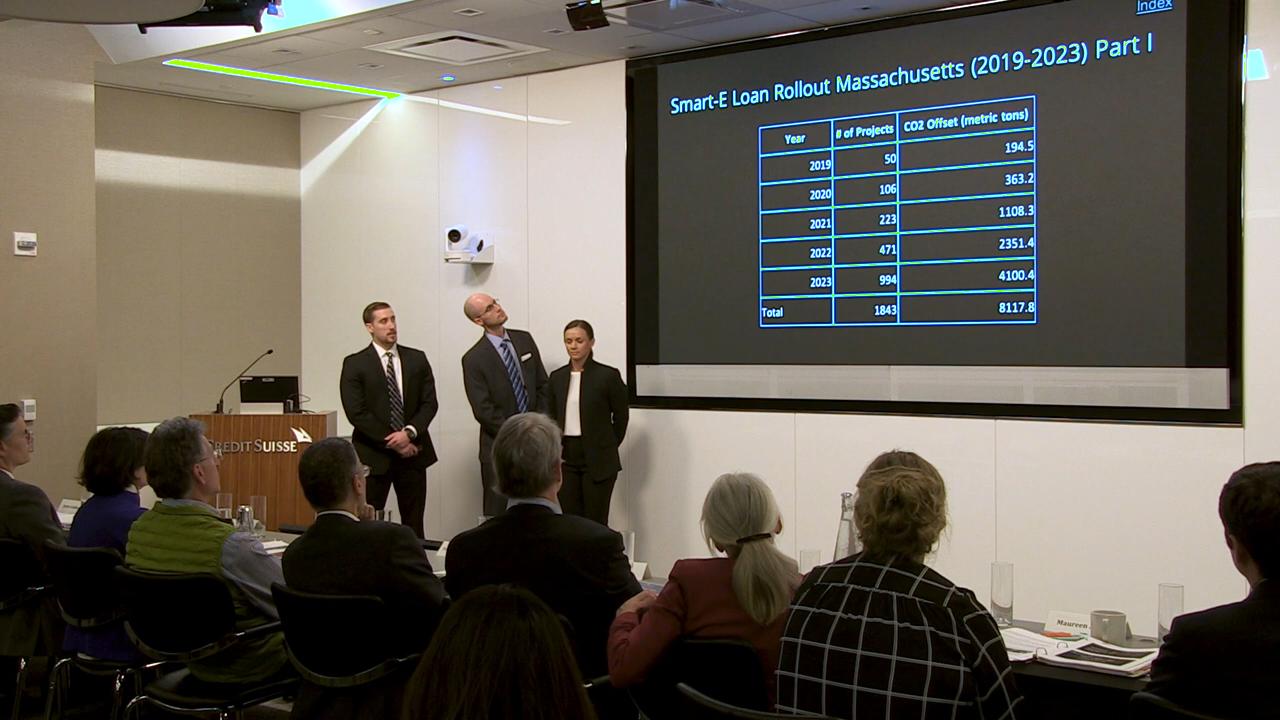 Index
Smart-E Loan Rollout Massachusetts (2019-2023) Part I
Year # of Projects CO2 Offset (metric tons)
2019 50 194.5
2020 106 363.2
2021 223 1108.3
2022 471 2351.4
2023 994 4100.4
Total 1843 8117.8
CREDIT SUISSE
Maureen